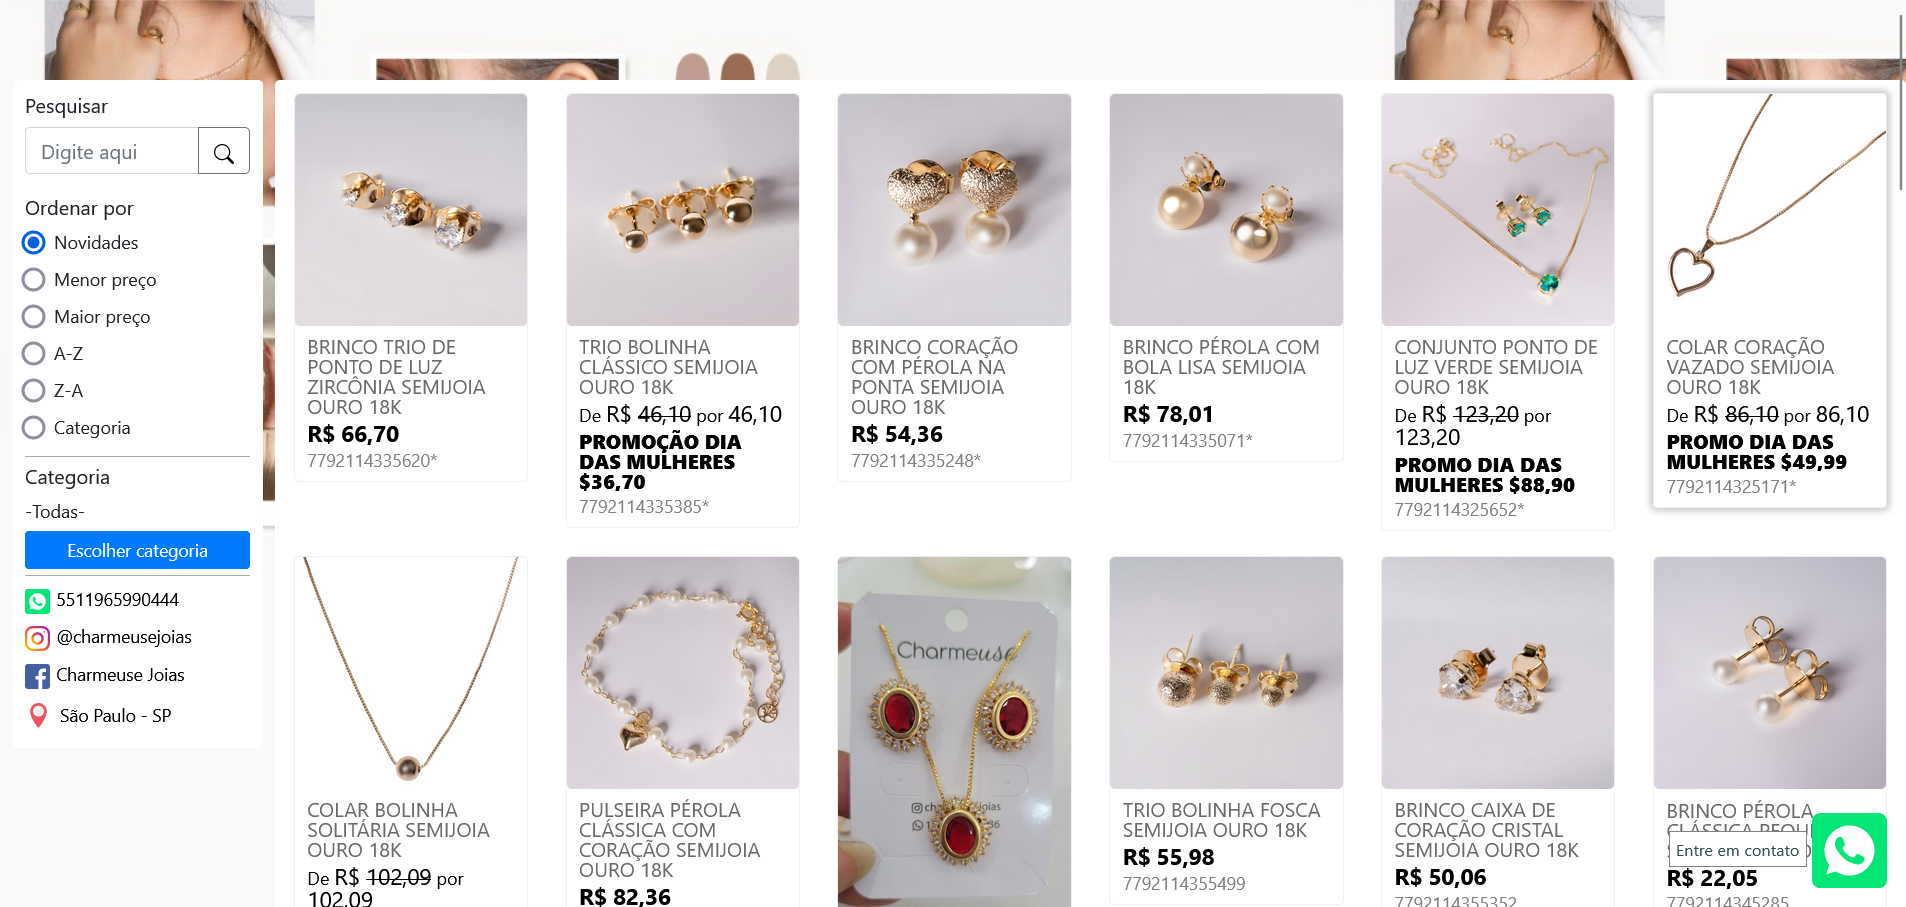 Pesquisar
Digite aqui
Ordenar por
Novidades
Menor preço
Maior preço
A-Z
Z-A
Categoria
Categoria
-Todas-
Escolher categoria
5511965990444
@charmeusejoias
Charmeuse Joias
São Paulo - SP
BRINCO TRIO DE
PONTO DE LUZ
ZIRCÔNIA SEMIJOIA
OURO 18K
R$ 66,70
7792114335620*
TRIO BOLINHA
CLÁSSICO SEMIJOIA
OURO 18K
De R$ 46,10 por 46,10
PROMOÇÃO DIA
DAS MULHERES
$36,70
7792114335385*
BRINCO CORAÇÃO
COM PÉROLA NA
PONTA SEMIJOIA
OURO 18K
R$ 54,36
7792114335248*
BRINCO PÉROLA COM
BOLA LISA SEMIJOIA
18K
R$ 78,01
7792114335071*
CONJUNTO PONTO DE
LUZ VERDE SEMIJOIA
OURO 18K
De R$ 123,20 por
123,20
PROMO DIA DAS
MULHERES $88,90
7792114325652*
COLAR CORAÇÃO
VAZADO SEMIJOIA
OURO 18K
De R$ 86,10 por 86,10
PROMO DIA DAS
MULHERES $49,99
7792114325171*
COLAR BOLINHA
SOLITÁRIA SEMIJOIA
OURO 18K
De R$ 102,09 por
102,09
PULSEIRA PÉROLA
CLÁSSICA COM
CORAÇÃO SEMIJOIA
OURO 18K
R$ 82,36
Charmeuse
TRIO BOLINHA FOSCA
SEMIJOIA OURO 18K
R$ 55,98
7792114355499
BRINCO CAIXA DE
CORAÇÃO CRISTAL
SEMIJOIA OURO 18K
R$ 50,06
7792114355352
BRINCO PÉROLA
Entre em contato
R$ 22,05
7792114345285